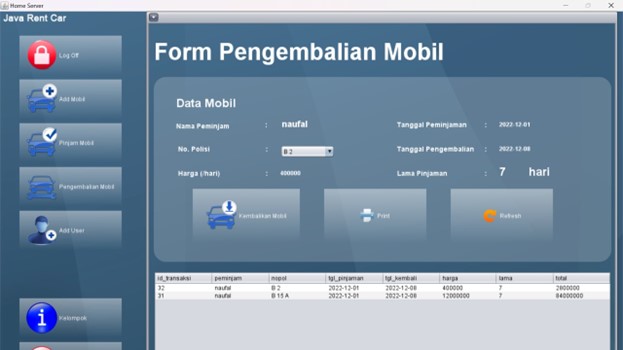 Home Server
Java Rent Car
Log Off
Add Mobil
Pinjam Mobil
Pengembalian Mobil
Add User
Kelompok
Form Pengembalian Mobil
Data Mobil
Nama Peminjam : naufal
Tanggal Peminjaman : 2022-12-01
No. Polisi : B 2
Tanggal Pengembalian : 2022-12-08
Harga (/hari) : 400000
Lama Pinjaman : 7 hari
Kembalikan Mobil
Print
Refresh
id_transaksi peminjam nopol tgl_pinjaman tgl_kembali harga lama total
32 naufal B 2 2022-12-01 2022-12-08 400000 7 2800000
31 naufal B 15 A 2022-12-01 2022-12-08 12000000 7 84000000